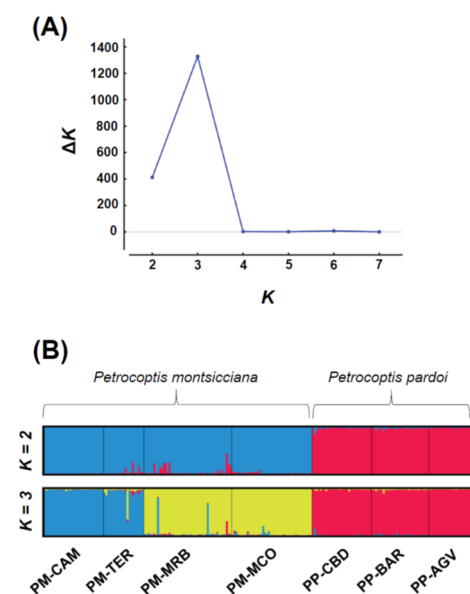 (A)
1400
1200
1000
800
600
400
200
0
ΔK
2 3 4 5 6 7
K
(B)
Petrocoptis montsicciana Petrocoptis pardoi
K = 2
K = 3
PM-CAM PM-TER PM-MRB PM-MCO PP-CBD PP-BAR PP-AGV